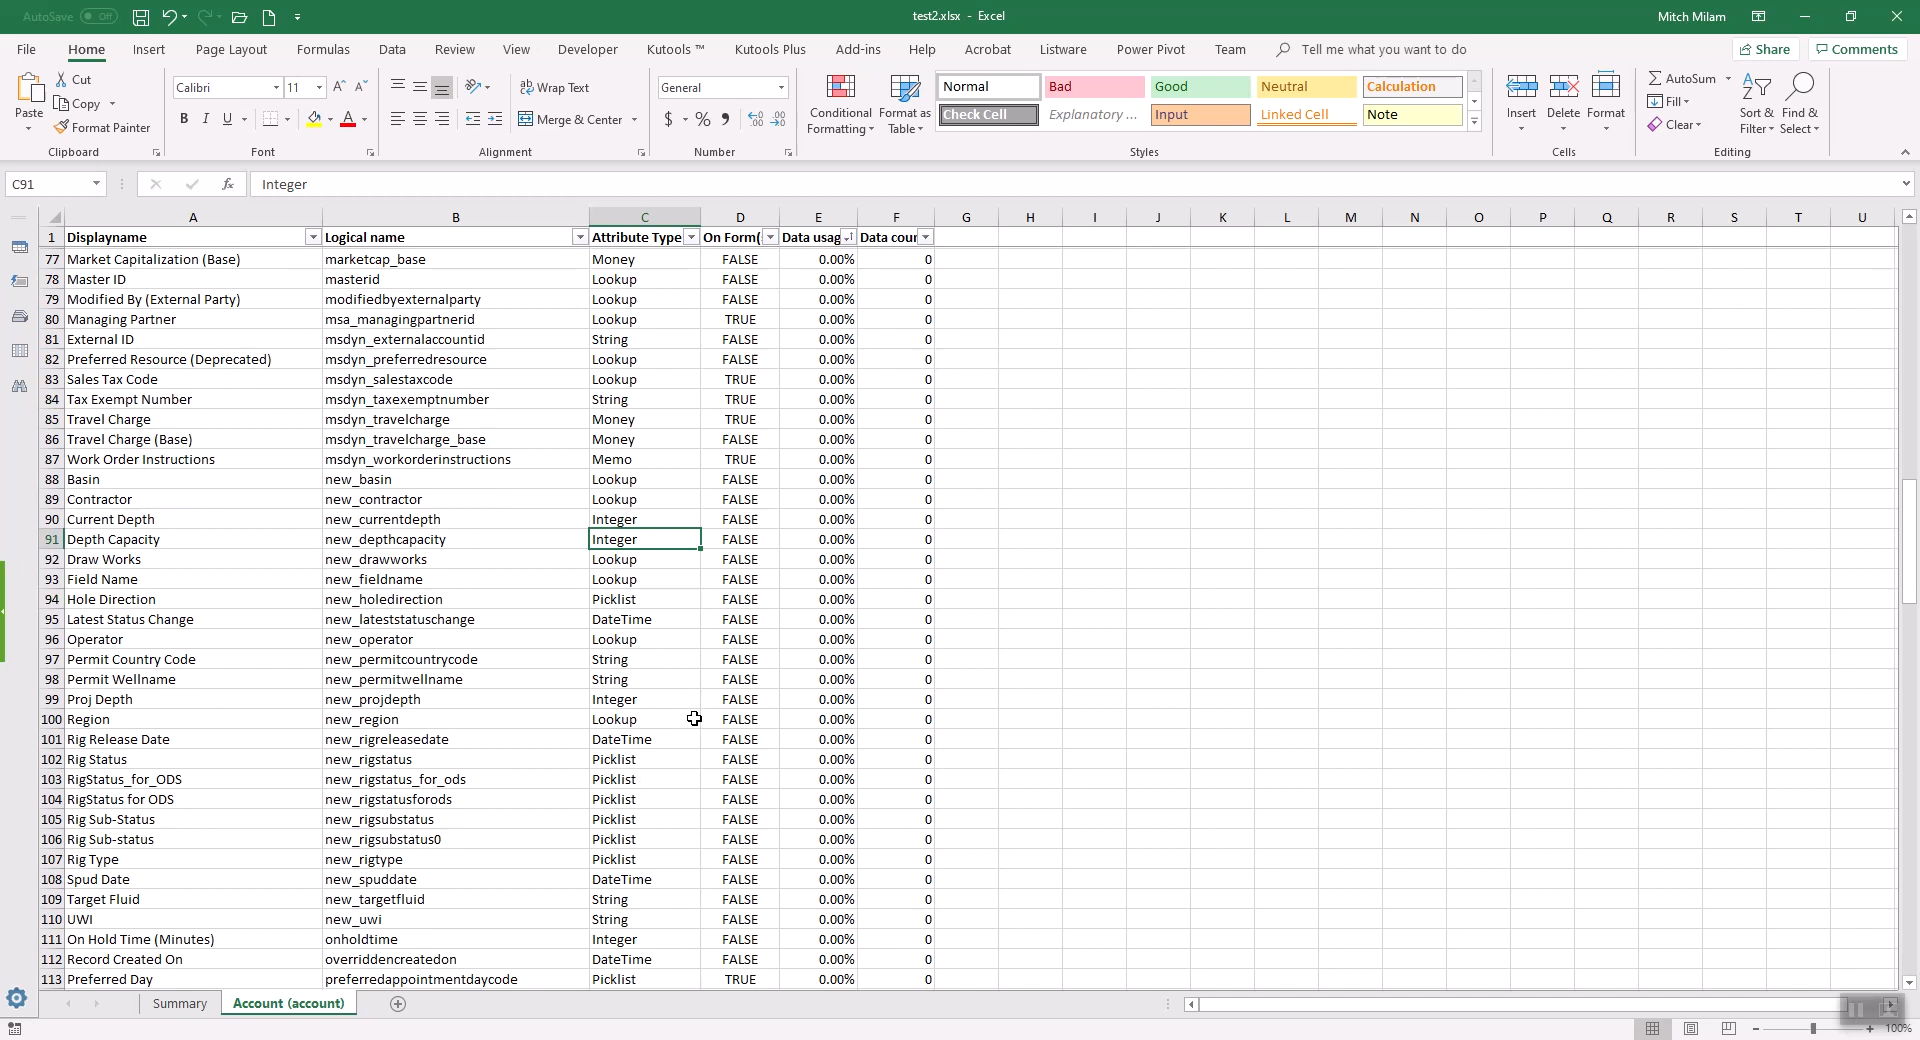 AutoSave Off test2.xlsx - Excel Mitch Milam
File Home Insert Page Layout Formulas Data Review View Developer Kutools ™ Kutools Plus Add-ins Help Acrobat Listware Power Pivot Team Tell me what you want to do Share Comments
Cut Calibri 11 Wrap Text General Normal Bad Good Neutral Calculation AutoSum
Copy Fill
Paste Format Painter B I U Merge & Center $ % Conditional Formatting Format as Table Check Cell Explanatory ... Input Linked Cell Note Insert Delete Format Clear Sort & Filter Find & Select
Clipboard Font Alignment Number Styles Cells Editing
C91 fx Integer
A B C D E F G H I J K L M N O P Q R S T U
1 Displayname Logical name Attribute Type On Form( Data usag Data cour
77 Market Capitalization (Base) marketcap_base Money FALSE 0.00% 0
78 Master ID masterid Lookup FALSE 0.00% 0
79 Modified By (External Party) modifiedbyexternalparty Lookup FALSE 0.00% 0
80 Managing Partner msa_managingpartnerid Lookup TRUE 0.00% 0
81 External ID msdyn_externalaccountid String FALSE 0.00% 0
82 Preferred Resource (Deprecated) msdyn_preferredresource Lookup FALSE 0.00% 0
83 Sales Tax Code msdyn_salestaxcode Lookup TRUE 0.00% 0
84 Tax Exempt Number msdyn_taxexemptnumber String TRUE 0.00% 0
85 Travel Charge msdyn_travelcharge Money TRUE 0.00% 0
86 Travel Charge (Base) msdyn_travelcharge_base Money FALSE 0.00% 0
87 Work Order Instructions msdyn_workorderinstructions Memo TRUE 0.00% 0
88 Basin new_basin Lookup FALSE 0.00% 0
89 Contractor new_contractor Lookup FALSE 0.00% 0
90 Current Depth new_currentdepth Integer FALSE 0.00% 0
91 Depth Capacity new_depthcapacity Integer FALSE 0.00% 0
92 Draw Works new_drawworks Lookup FALSE 0.00% 0
93 Field Name new_fieldname Lookup FALSE 0.00% 0
94 Hole Direction new_holedirection Picklist FALSE 0.00% 0
95 Latest Status Change new_lateststatuschange DateTime FALSE 0.00% 0
96 Operator new_operator Lookup FALSE 0.00% 0
97 Permit Country Code new_permitcountrycode String FALSE 0.00% 0
98 Permit Wellname new_permitwellname String FALSE 0.00% 0
99 Proj Depth new_projdepth Integer FALSE 0.00% 0
100 Region new_region Lookup FALSE 0.00% 0
101 Rig Release Date new_rigreleasedate DateTime FALSE 0.00% 0
102 Rig Status new_rigstatus Picklist FALSE 0.00% 0
103 RigStatus_for_ODS new_rigstatus_for_ods Picklist FALSE 0.00% 0
104 RigStatus for ODS new_rigstatusforods Picklist FALSE 0.00% 0
105 Rig Sub-Status new_rigsubstatus Picklist FALSE 0.00% 0
106 Rig Sub-status new_rigsubstatus0 Picklist FALSE 0.00% 0
107 Rig Type new_rigtype Picklist FALSE 0.00% 0
108 Spud Date new_spuddate DateTime FALSE 0.00% 0
109 Target Fluid new_targetfluid String FALSE 0.00% 0
110 UWI new_uwi String FALSE 0.00% 0
111 On Hold Time (Minutes) onholdtime Integer FALSE 0.00% 0
112 Record Created On overriddencreatedon DateTime FALSE 0.00% 0
113 Preferred Day preferredappointmentdaycode Picklist TRUE 0.00% 0
Summary Account (account)
100%